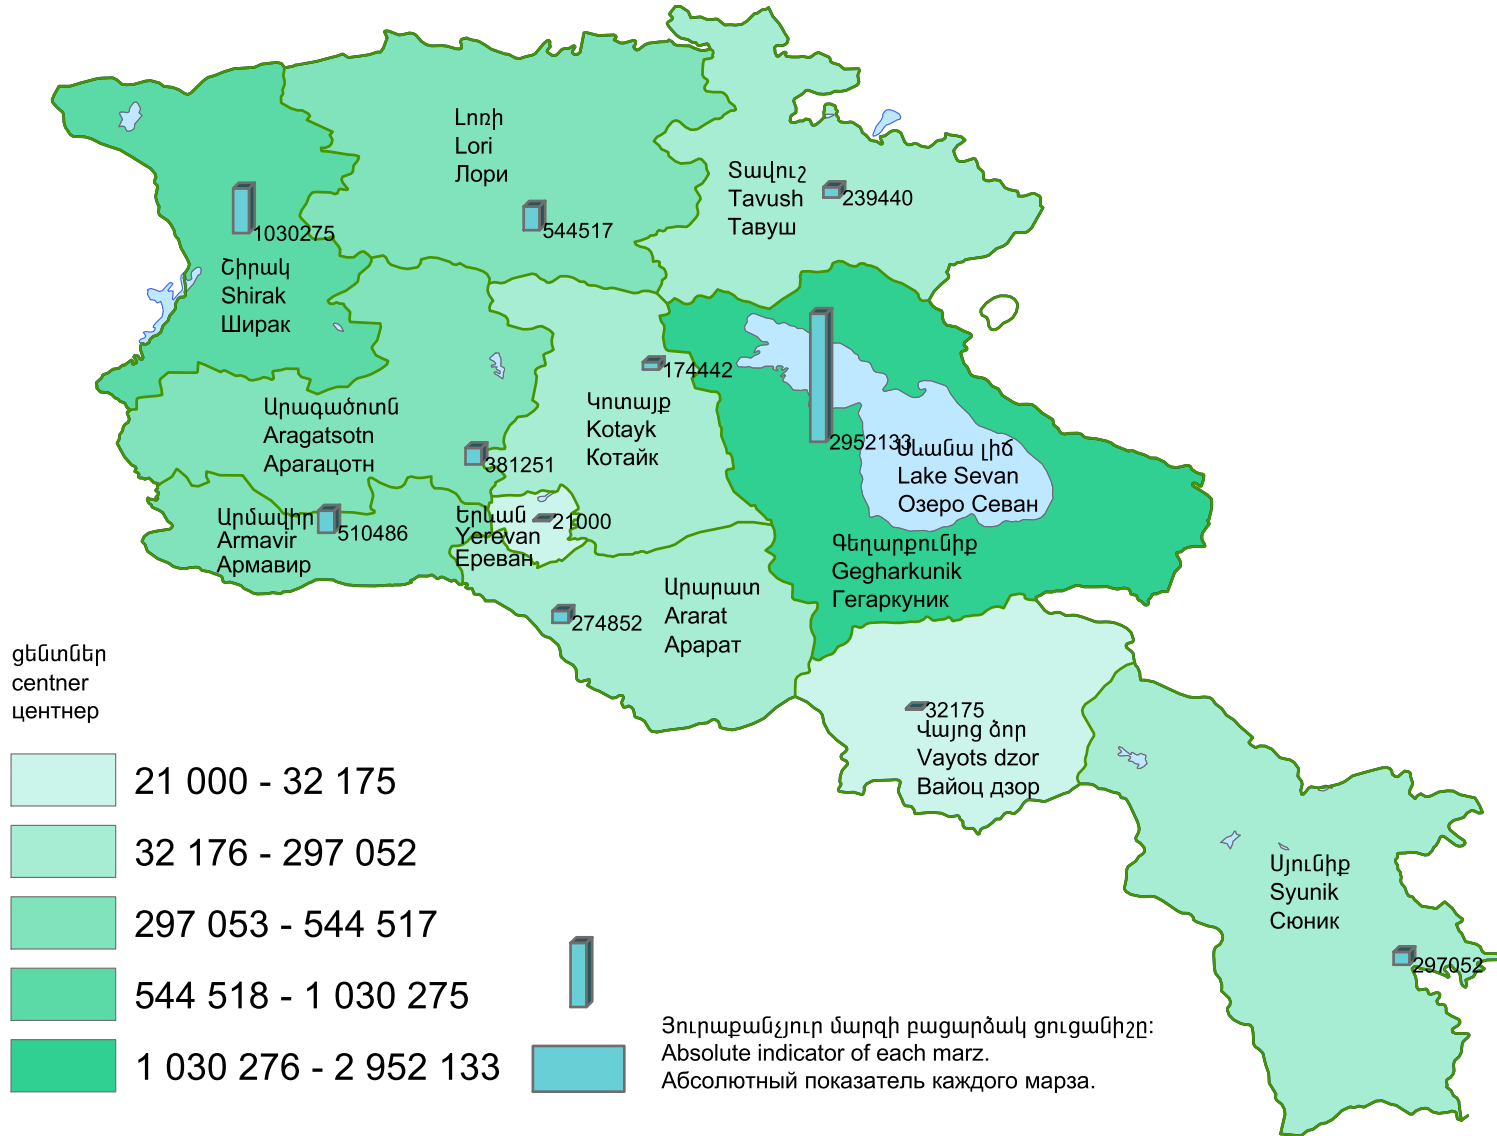 Լոռի
Lori
Лори
544517
Տավուշ
Tavush
Тавуш
239440
1030275
Շիրակ
Shirak
Ширак
174442
Կոտայք
Kotayk
Котайк
Արագածոտն
Aragatsotn
Арагацотн
381251
2952133
Սևանա լիճ
Lake Sevan
Озеро Севан
Արմավիր
Armavir
Армавир
510486
Երևան
Yerevan
Ереван
21000
Գեղարքունիք
Gegharkunik
Гегаркуник
Արարատ
Ararat
Арарат
274852
32175
Վայոց ձոր
Vayots dzor
Вайоц дзор
Սյունիք
Syunik
Сюник
297052
ցենտներ
centner
центнер
21 000 - 32 175
32 176 - 297 052
297 053 - 544 517
544 518 - 1 030 275
1 030 276 - 2 952 133
Յուրաքանչյուր մարզի բացարձակ ցուցանիշը:
Absolute indicator of each marz.
Абсолютный показатель каждого марза.